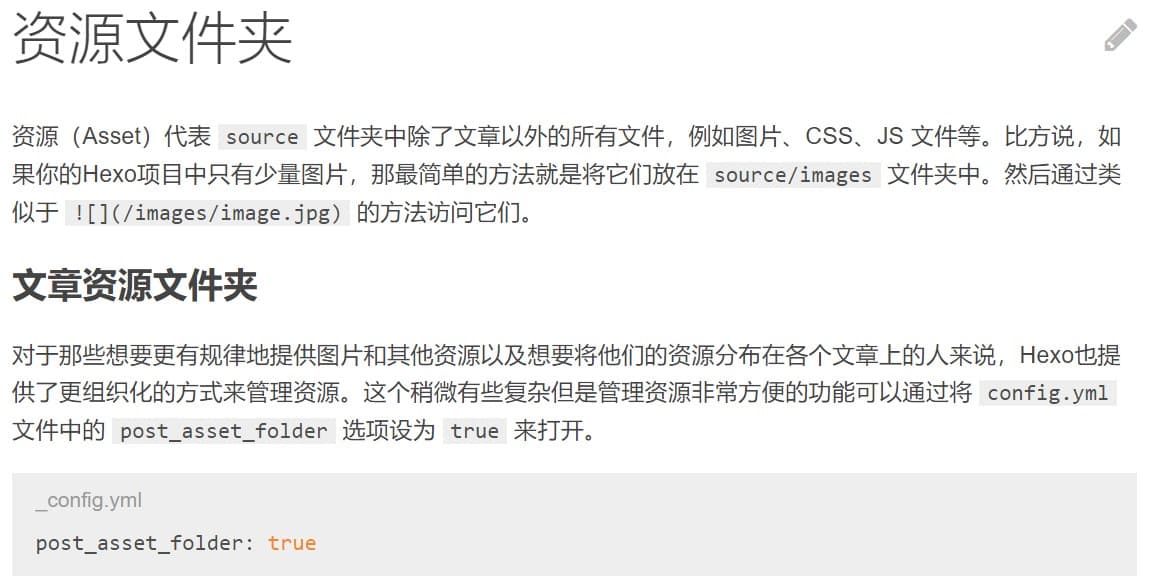 资源文件夹
资源（Asset）代表 source 文件夹中除了文章以外的所有文件，例如图片、CSS、JS 文件等。比方说，如
果你的Hexo项目中只有少量图片，那最简单的方法就是将它们放在 source/images 文件夹中。然后通过类
似于 ![](/images/image.jpg) 的方法访问它们。
文章资源文件夹
对于那些想要更有规律地提供图片和其他资源以及想要将他们的资源分布在各个文章上的人来说，Hexo也提
供了更组织化的方式来管理资源。这个稍微有些复杂但是管理资源非常方便的功能可以通过将 config.yml
文件中的 post_asset_folder 选项设为 true 来打开。
_config.yml
post_asset_folder: true